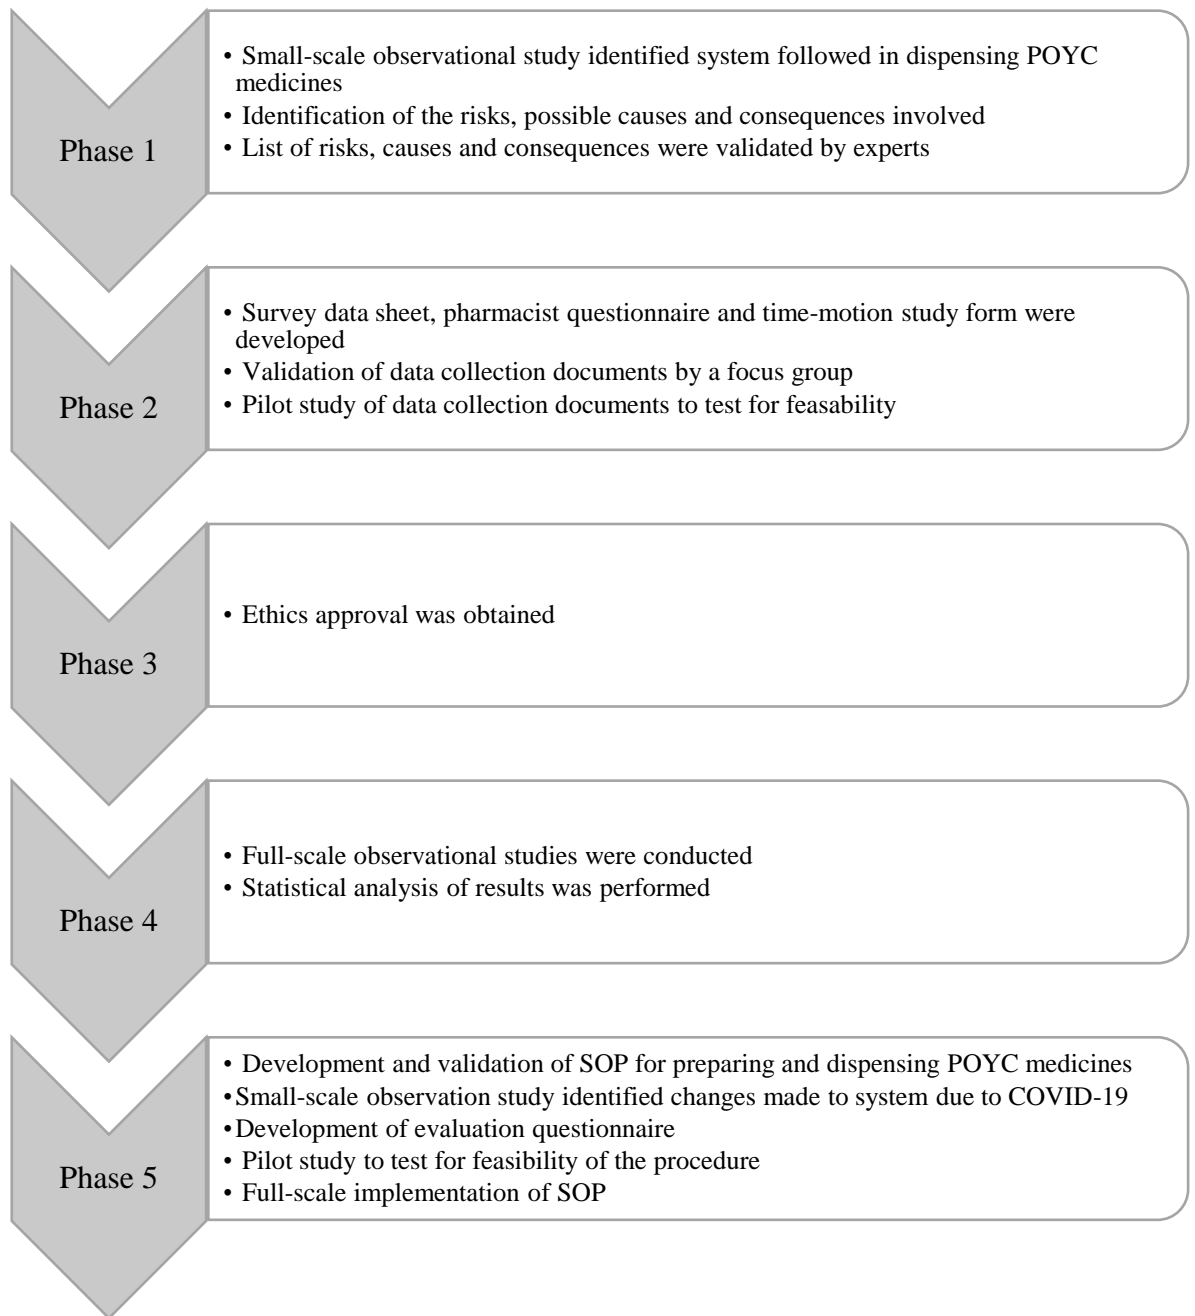 Phase 1
• Small-scale observational study identified system followed in dispensing POYC
medicines
• Identification of the risks, possible causes and consequences involved
• List of risks, causes and consequences were validated by experts
Phase 2
• Survey data sheet, pharmacist questionnaire and time-motion study form were
developed
• Validation of data collection documents by a focus group
• Pilot study of data collection documents to test for feasability
Phase 3
• Ethics approval was obtained
Phase 4
• Full-scale observational studies were conducted
• Statistical analysis of results was performed
Phase 5
• Development and validation of SOP for preparing and dispensing POYC medicines
•Small-scale observation study identified changes made to system due to COVID-19
•Development of evaluation questionnaire
• Pilot study to test for feasibility of the procedure
• Full-scale implementation of SOP